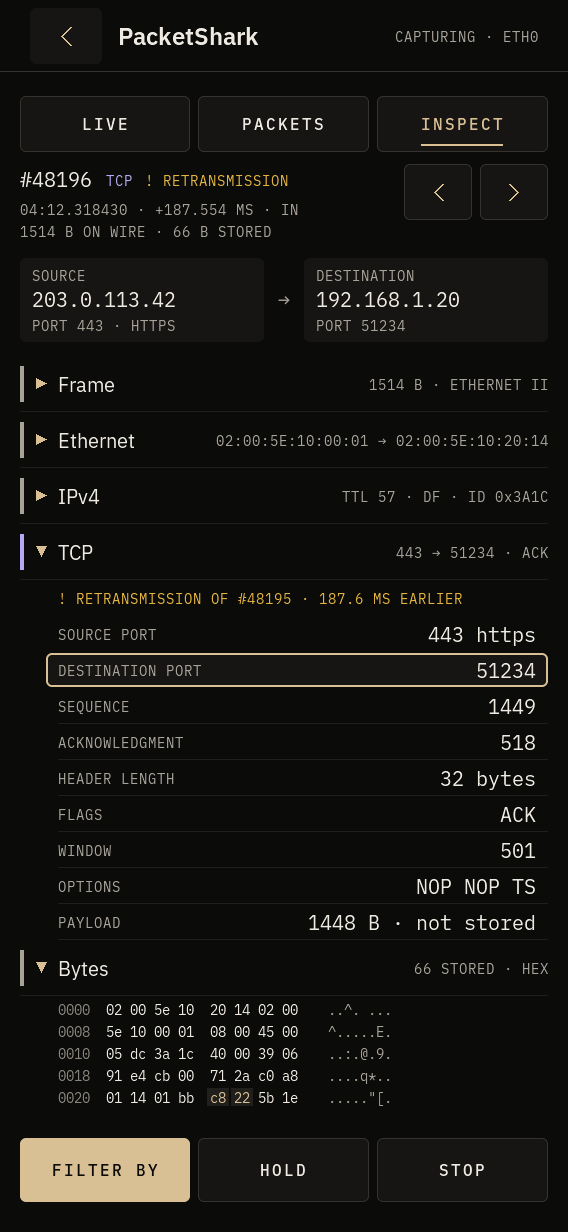 PacketShark CAPTURING · ETH0
LIVE PACKETS INSPECT
#48196 TCP ! RETRANSMISSION
04:12.318430 · +187.554 MS · IN
1514 B ON WIRE · 66 B STORED
SOURCE
203.0.113.42
PORT 443 · HTTPS
→
DESTINATION
192.168.1.20
PORT 51234
▶ Frame 1514 B · ETHERNET II
▶ Ethernet 02:00:5E:10:00:01 → 02:00:5E:10:20:14
▶ IPv4 TTL 57 · DF · ID 0x3A1C
▼ TCP 443 → 51234 · ACK
! RETRANSMISSION OF #48195 · 187.6 MS EARLIER
SOURCE PORT 443 https
DESTINATION PORT 51234
SEQUENCE 1449
ACKNOWLEDGMENT 518
HEADER LENGTH 32 bytes
FLAGS ACK
WINDOW 501
OPTIONS NOP NOP TS
PAYLOAD 1448 B · not stored
▼ Bytes 66 STORED · HEX
0000 02 00 5e 10 20 14 02 00 ..^. ...
0008 5e 10 00 01 08 00 45 00 ^.....E.
0010 05 dc 3a 1c 40 00 39 06 ..:.@.9.
0018 91 e4 cb 00 71 2a c0 a8 ....q*..
0020 01 14 01 bb c8 22 5b 1e ....."[.
FILTER BY HOLD STOP